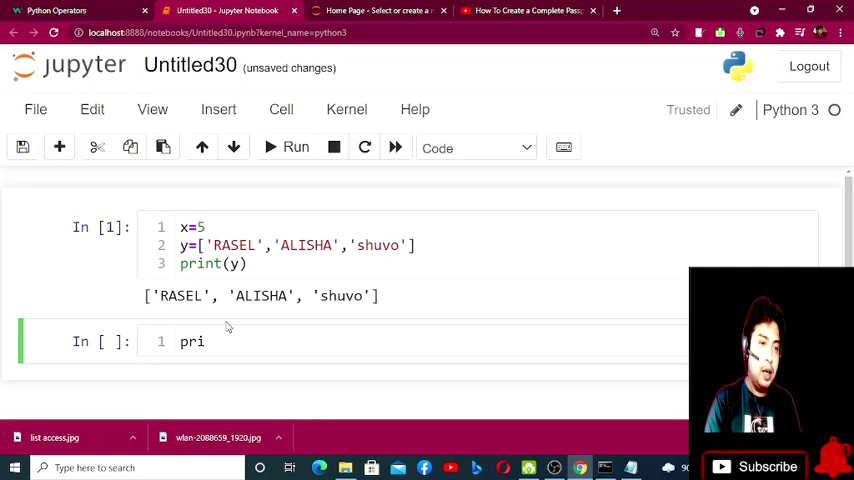 Python Operators
Untitled30 - Jupyter Notebook
Home Page - Select or create a n
How To Create a Complete Passp
localhost:8888/notebooks/Untitled30.ipynb?kernel_name=python3
jupyter Untitled30 (unsaved changes)
Logout
File Edit View Insert Cell Kernel Help
Trusted
Python 3
Run
Code
In [1]:
1 x=5
2 y=['RASEL','ALISHA','shuvo']
3 print(y)
['RASEL', 'ALISHA', 'shuvo']
In [ ]:
1 pri
list access.jpg
wlan-2088659_1920.jpg
Type here to search
Subscribe